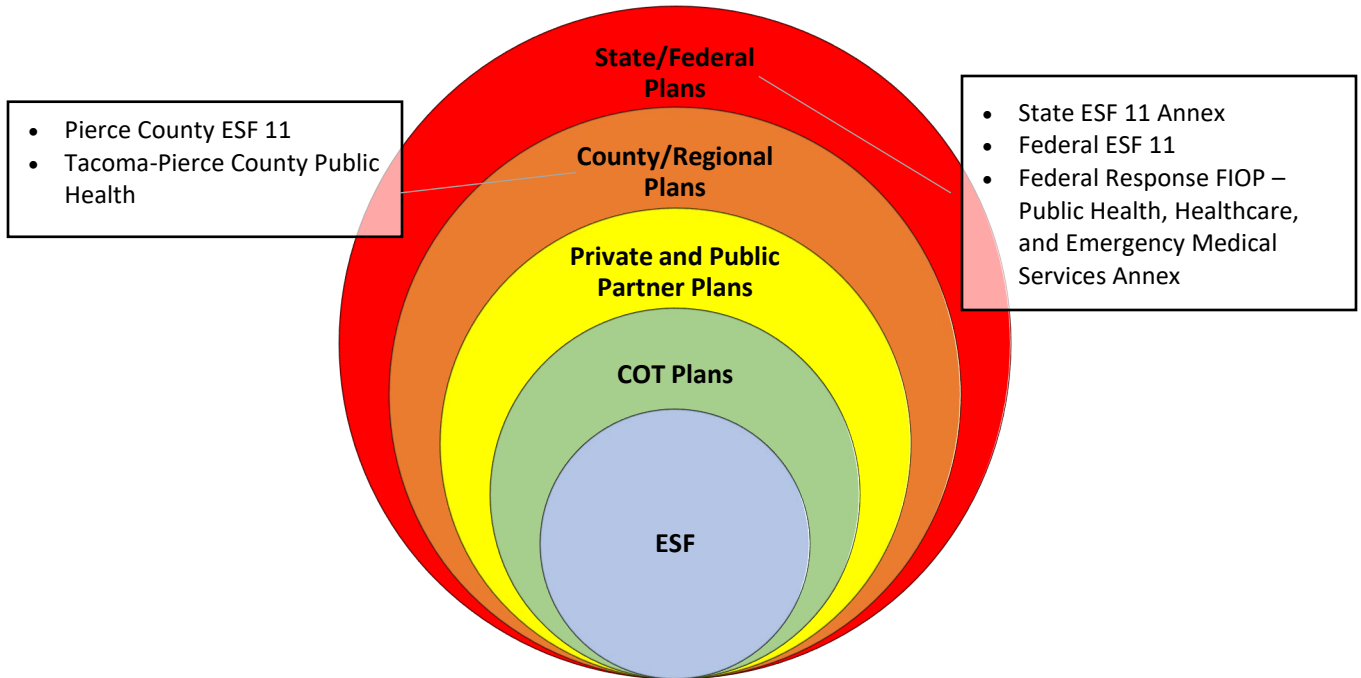 State/Federal
Plans
• Pierce County ESF 11
• Tacoma-Pierce County Public
Health
• State ESF 11 Annex
• Federal ESF 11
• Federal Response FIOP –
Public Health, Healthcare,
and Emergency Medical
Services Annex
County/Regional
Plans
Private and Public
Partner Plans
COT Plans
ESF